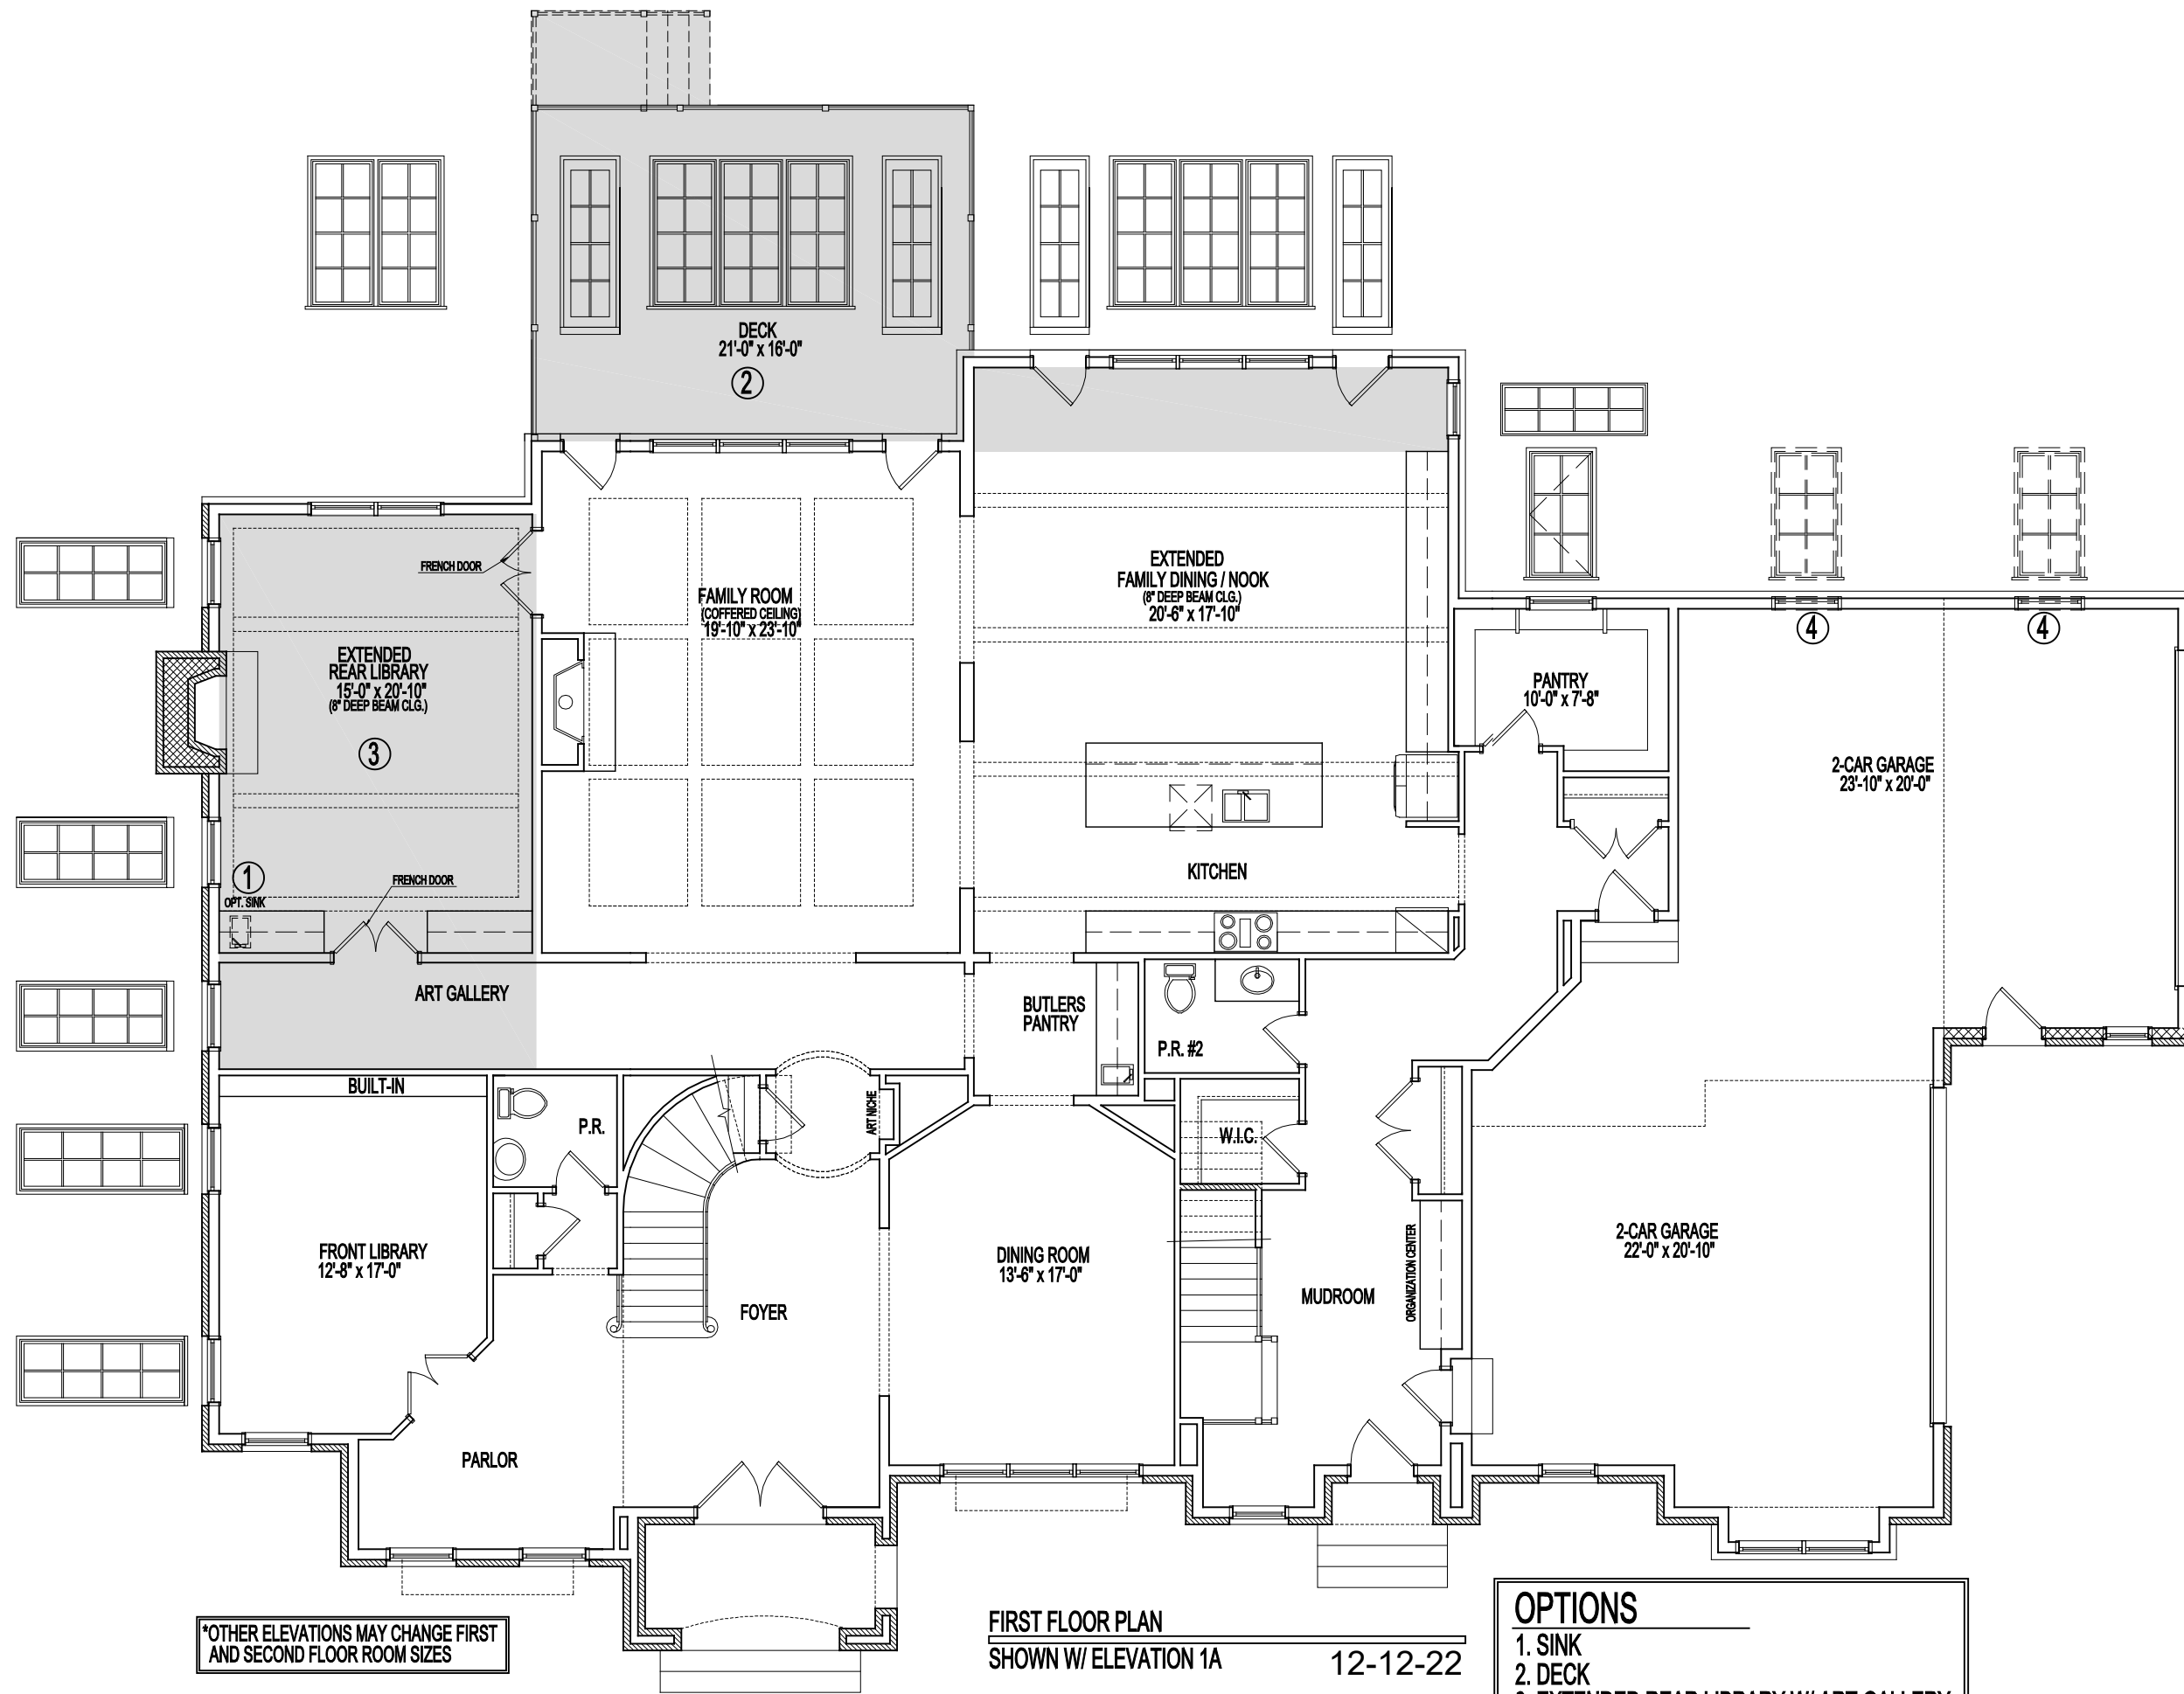 DECK
21'-0" x 16'-0"
2
FRENCH DOOR
EXTENDED
REAR LIBRARY
15'-0" x 20'-10"
(8" DEEP BEAM CLG.)
3
1
OPT. SINK
FRENCH DOOR
FAMILY ROOM
(COFFERED CEILING)
19'-10" x 23'-10"
EXTENDED
FAMILY DINING / NOOK
(8" DEEP BEAM CLG.)
20'-6" x 17'-10"
KITCHEN
PANTRY
10'-0" x 7'-8"
4
4
2-CAR GARAGE
23'-10" x 20'-0"
ART GALLERY
BUTLERS
PANTRY
P.R. #2
BUILT-IN
P.R.
ART NICHE
W.I.C.
FRONT LIBRARY
12'-8" x 17'-0"
FOYER
DINING ROOM
13'-6" x 17'-0"
MUDROOM
ORGANIZATION CENTER
2-CAR GARAGE
22'-0" x 20'-10"
PARLOR
*OTHER ELEVATIONS MAY CHANGE FIRST
AND SECOND FLOOR ROOM SIZES
FIRST FLOOR PLAN
SHOWN W/ ELEVATION 1A
12-12-22
OPTIONS
1. SINK
2. DECK
3. EXTENDED REAR LIBRARY W/ ART GALLERY